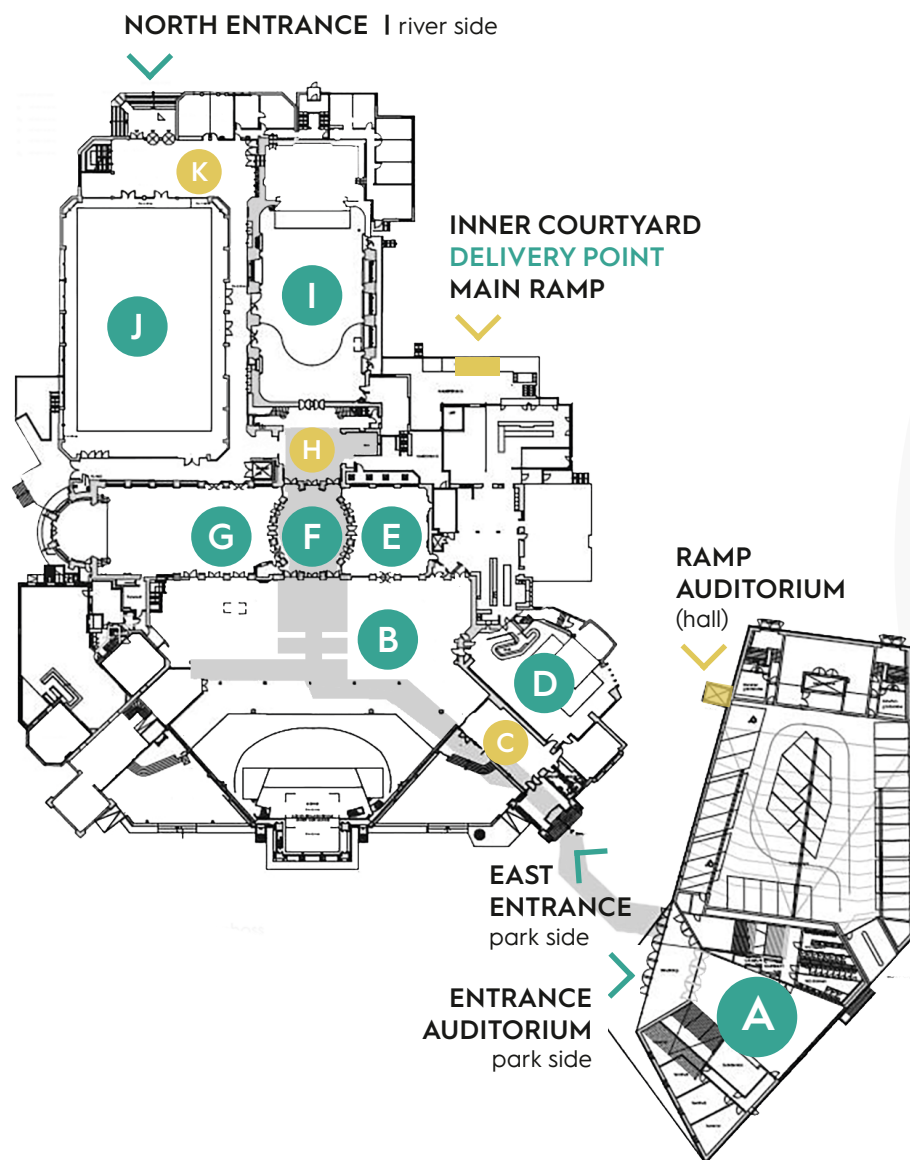 NORTH ENTRANCE | river side
K
INNER COURTYARD
DELIVERY POINT
MAIN RAMP
I
J
H
G
F
E
RAMP
AUDITORIUM
(hall)
B
D
C
EAST
ENTRANCE
park side
ENTRANCE
AUDITORIUM
park side
A